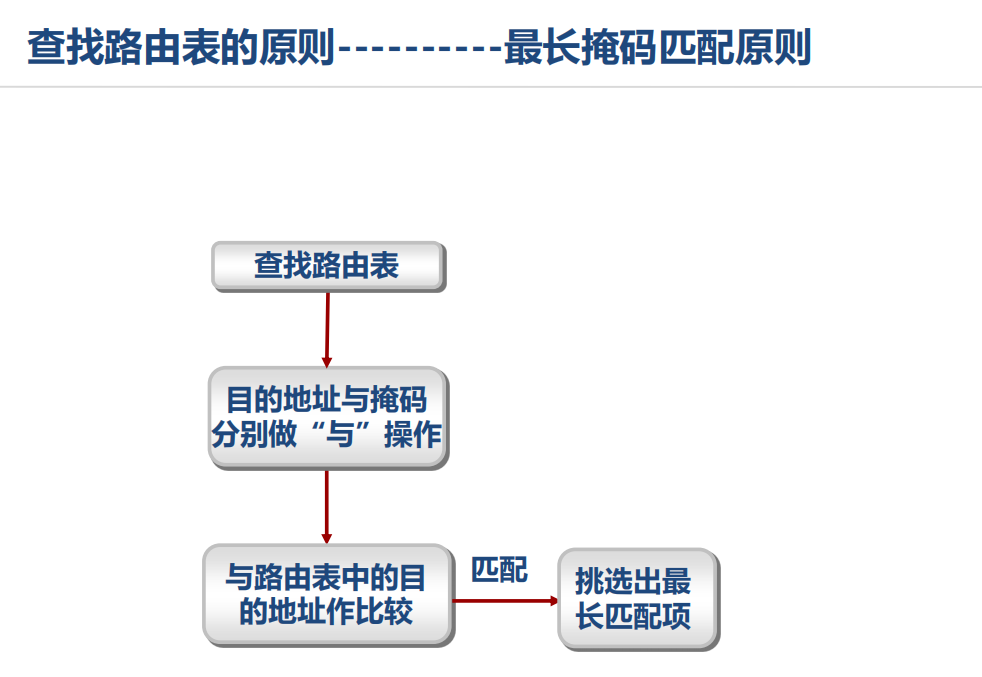 查找路由表的原则----------最长掩码匹配原则
查找路由表
目的地址与掩码
分别做“与”操作
与路由表中的目
的地址作比较
匹配
挑选出最
长匹配项